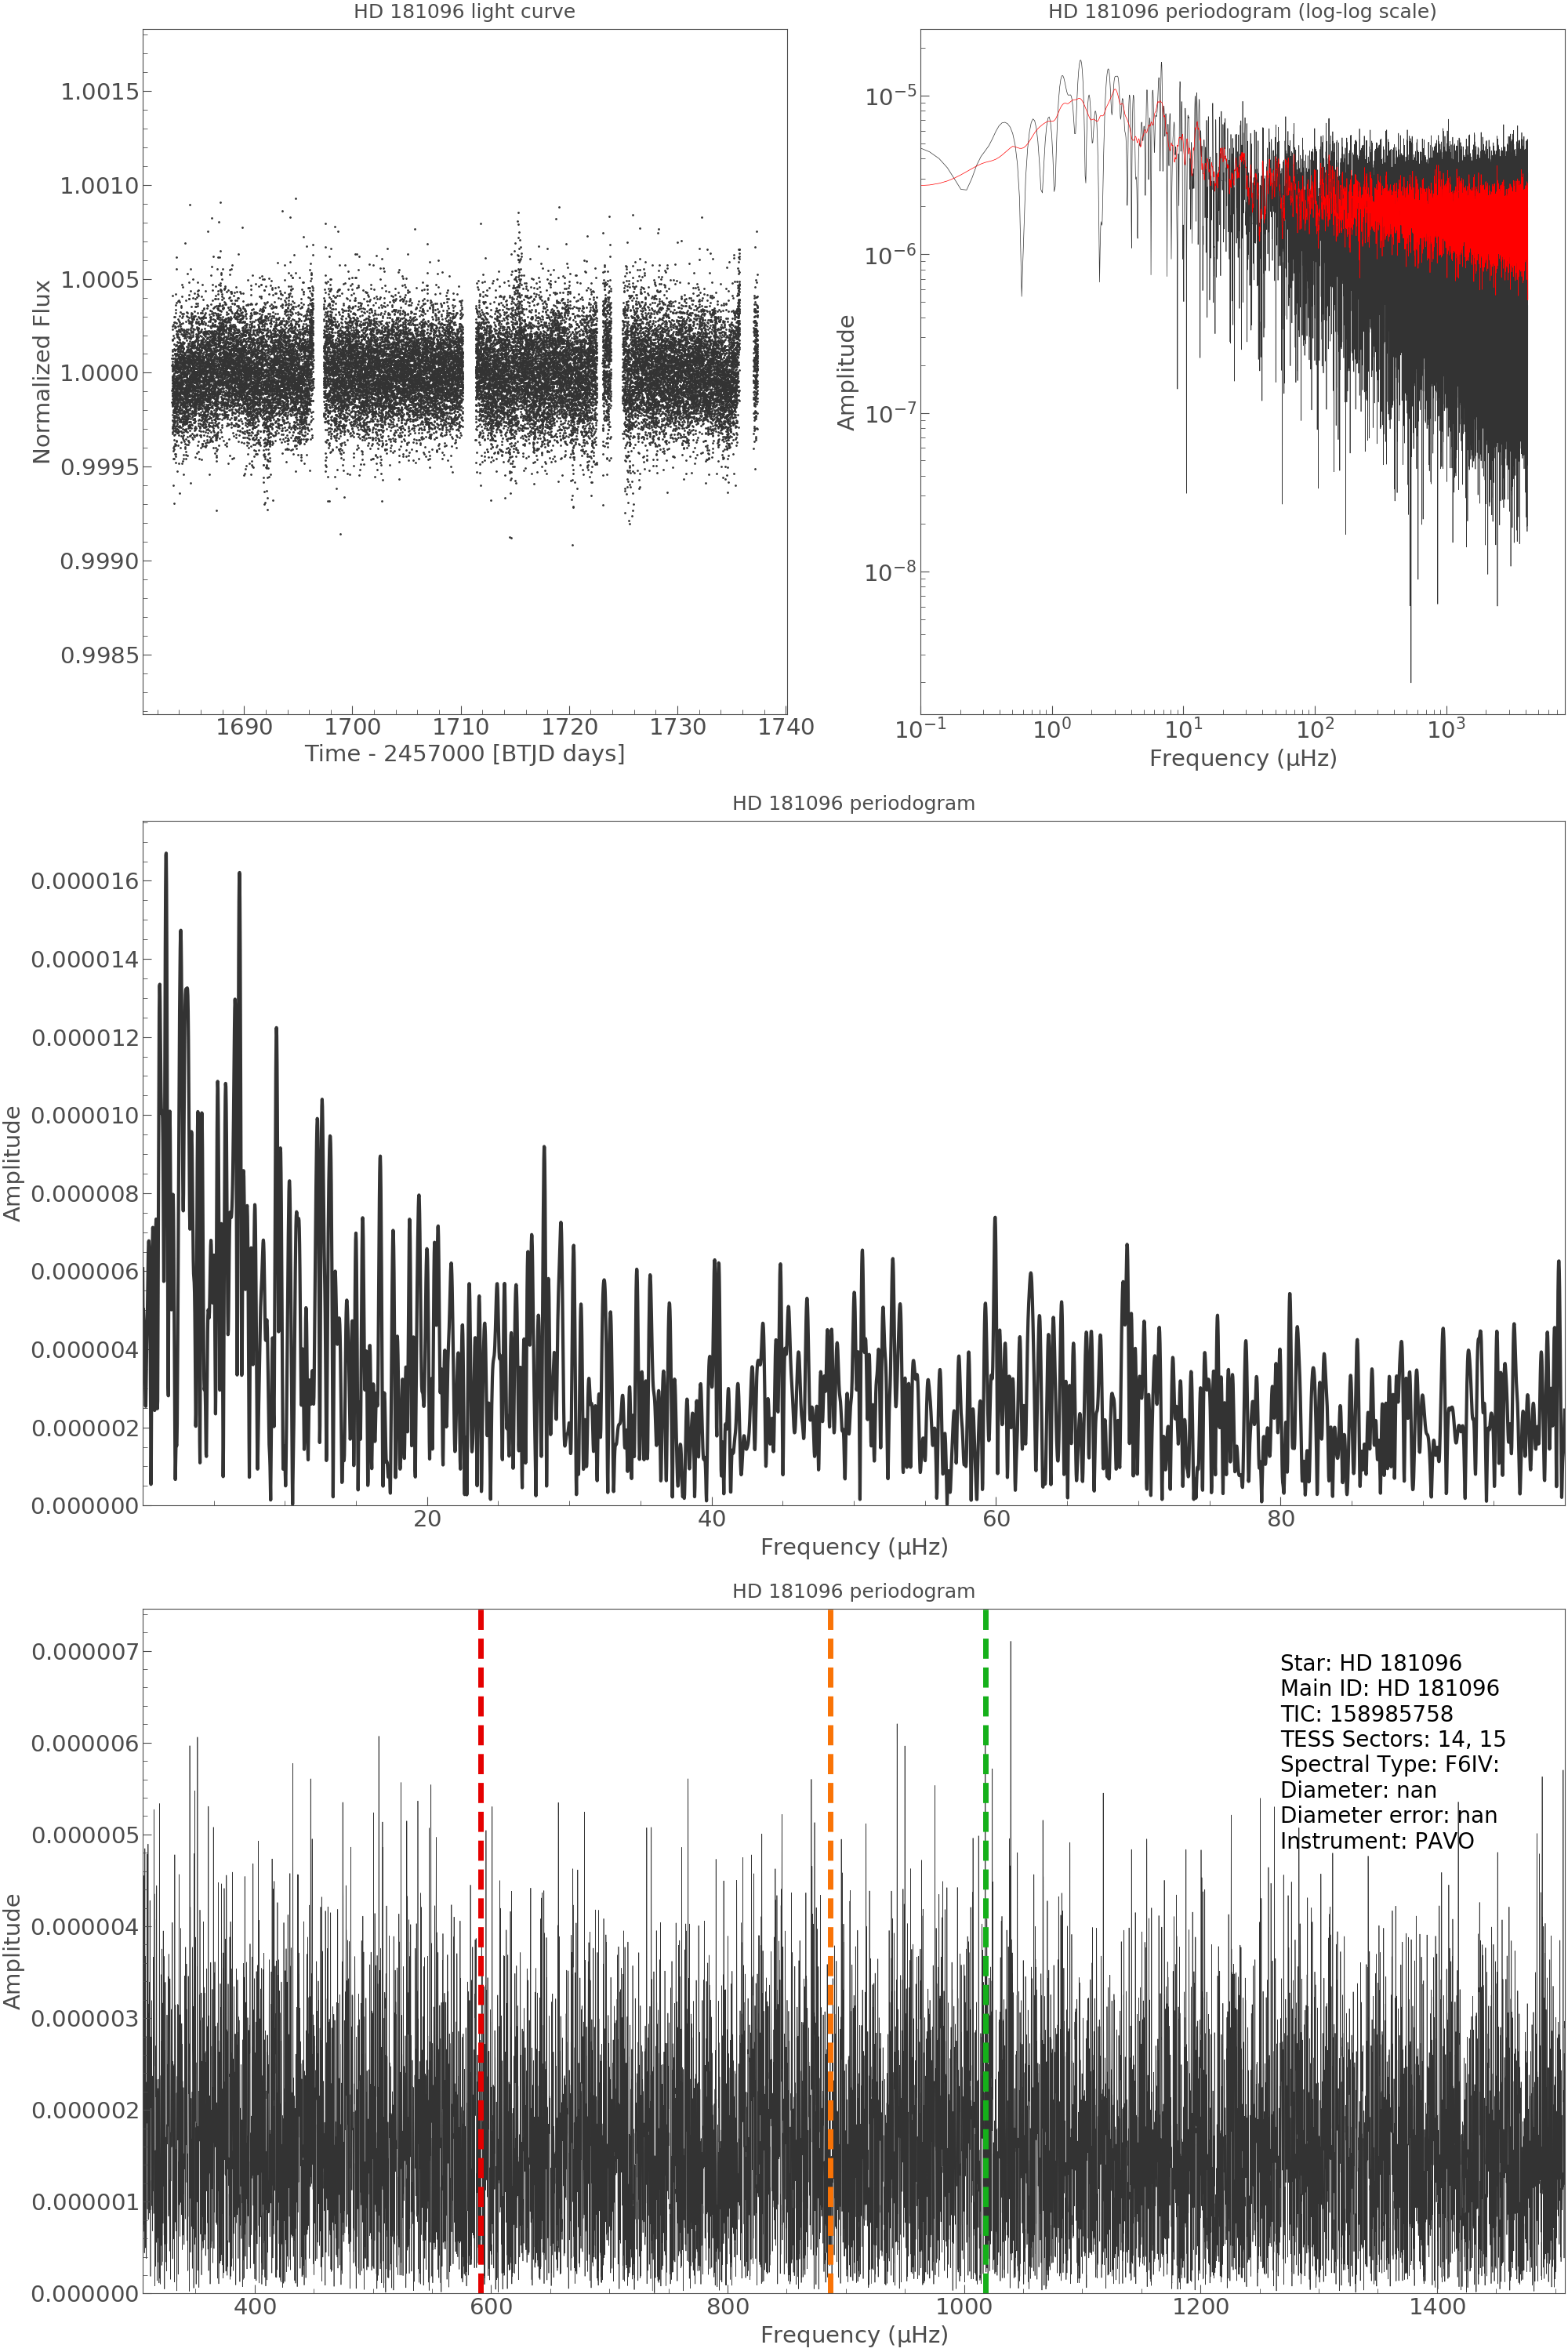 HD 181096 light curve
1.0015
1.0010
1.0005
1.0000
0.9995
0.9990
0.9985
Normalized Flux
1690 1700 1710 1720 1730 1740
Time - 2457000 [BTJD days]
HD 181096 periodogram (log-log scale)
10⁻⁵
10⁻⁶
10⁻⁷
10⁻⁸
Amplitude
10⁻¹ 10⁰ 10¹ 10² 10³
Frequency (μHz)
HD 181096 periodogram
0.000016
0.000014
0.000012
0.000010
0.000008
0.000006
0.000004
0.000002
0.000000
Amplitude
20 40 60 80
Frequency (μHz)
HD 181096 periodogram
0.000007
0.000006
0.000005
0.000004
0.000003
0.000002
0.000001
0.000000
Amplitude
Star: HD 181096
Main ID: HD 181096
TIC: 158985758
TESS Sectors: 14, 15
Spectral Type: F6IV:
Diameter: nan
Diameter error: nan
Instrument: PAVO
400 600 800 1000 1200 1400
Frequency (μHz)